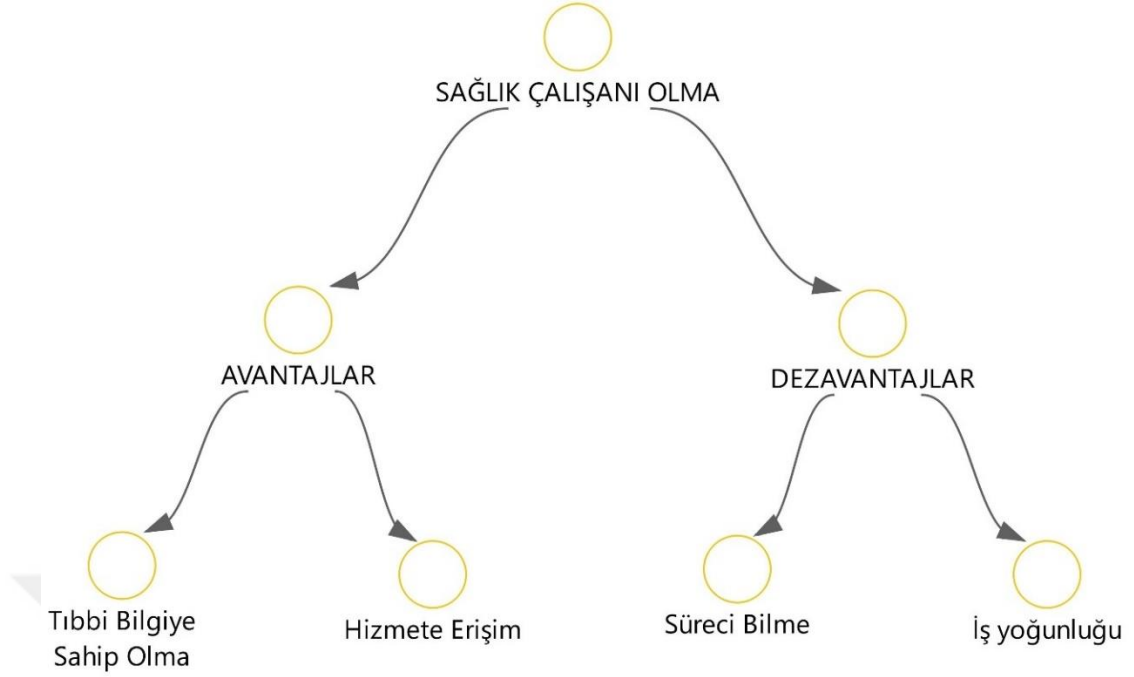 SAĞLIK ÇALIŞANI OLMA
AVANTAJLAR
DEZAVANTAJLAR
Tıbbi Bilgiye
Sahip Olma
Hizmete Erişim
Süreci Bilme
İş yoğunluğu